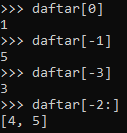 >>> daftar[0]
1
>>> daftar[-1]
5
>>> daftar[-3]
3
>>> daftar[-2:]
[4, 5]